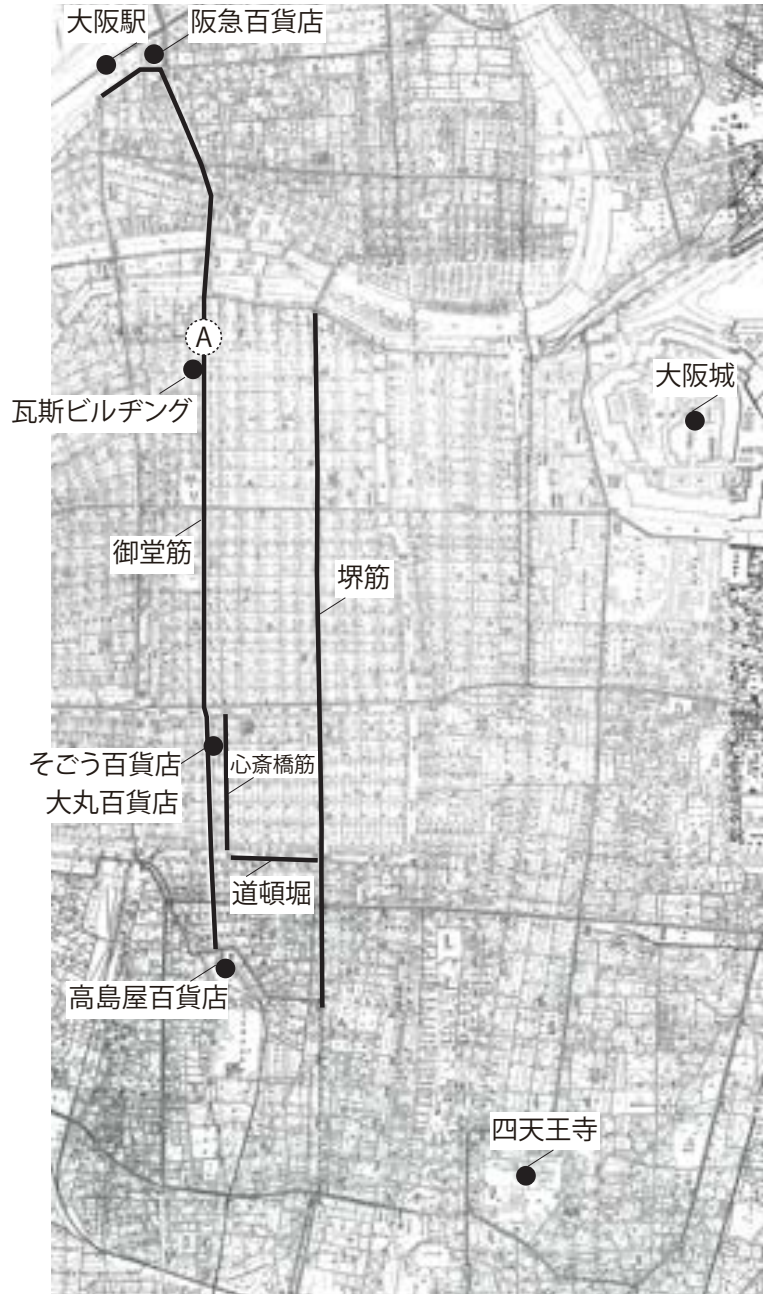 大阪駅
阪急百貨店
A
瓦斯ビルヂング
大阪城
御堂筋
堺筋
そごう百貨店
大丸百貨店
心斎橋筋
道頓堀
高島屋百貨店
四天王寺